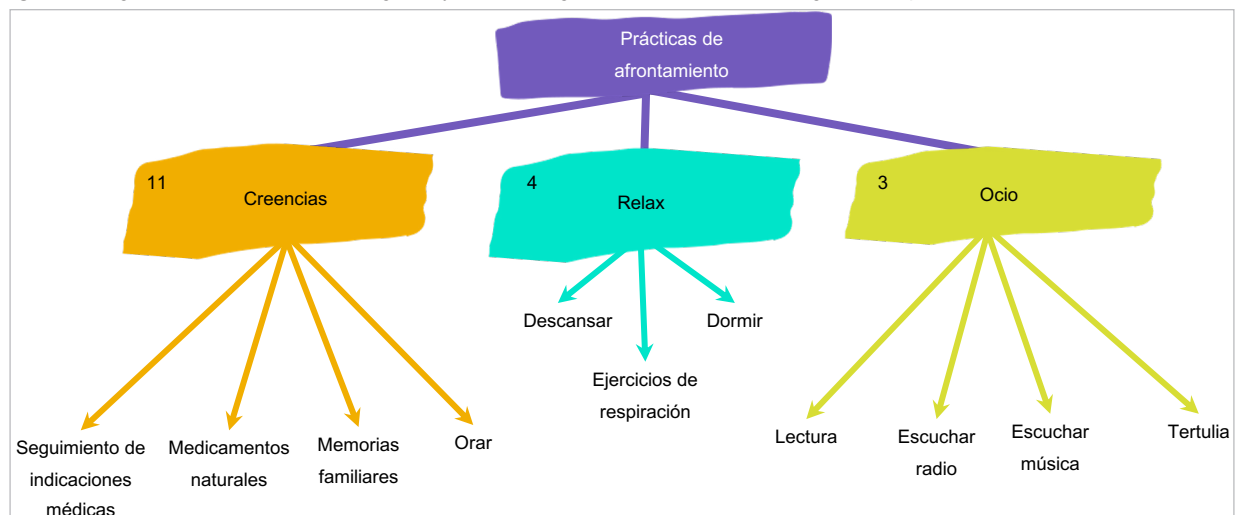 Prácticas de
afrontamiento
11
Creencias
4
Relax
3
Ocio
Descansar
Dormir
Ejercicios de
respiración
Seguimiento de
indicaciones
médicas
Medicamentos
naturales
Memorias
familiares
Orar
Lectura
Escuchar
radio
Escuchar
música
Tertulia